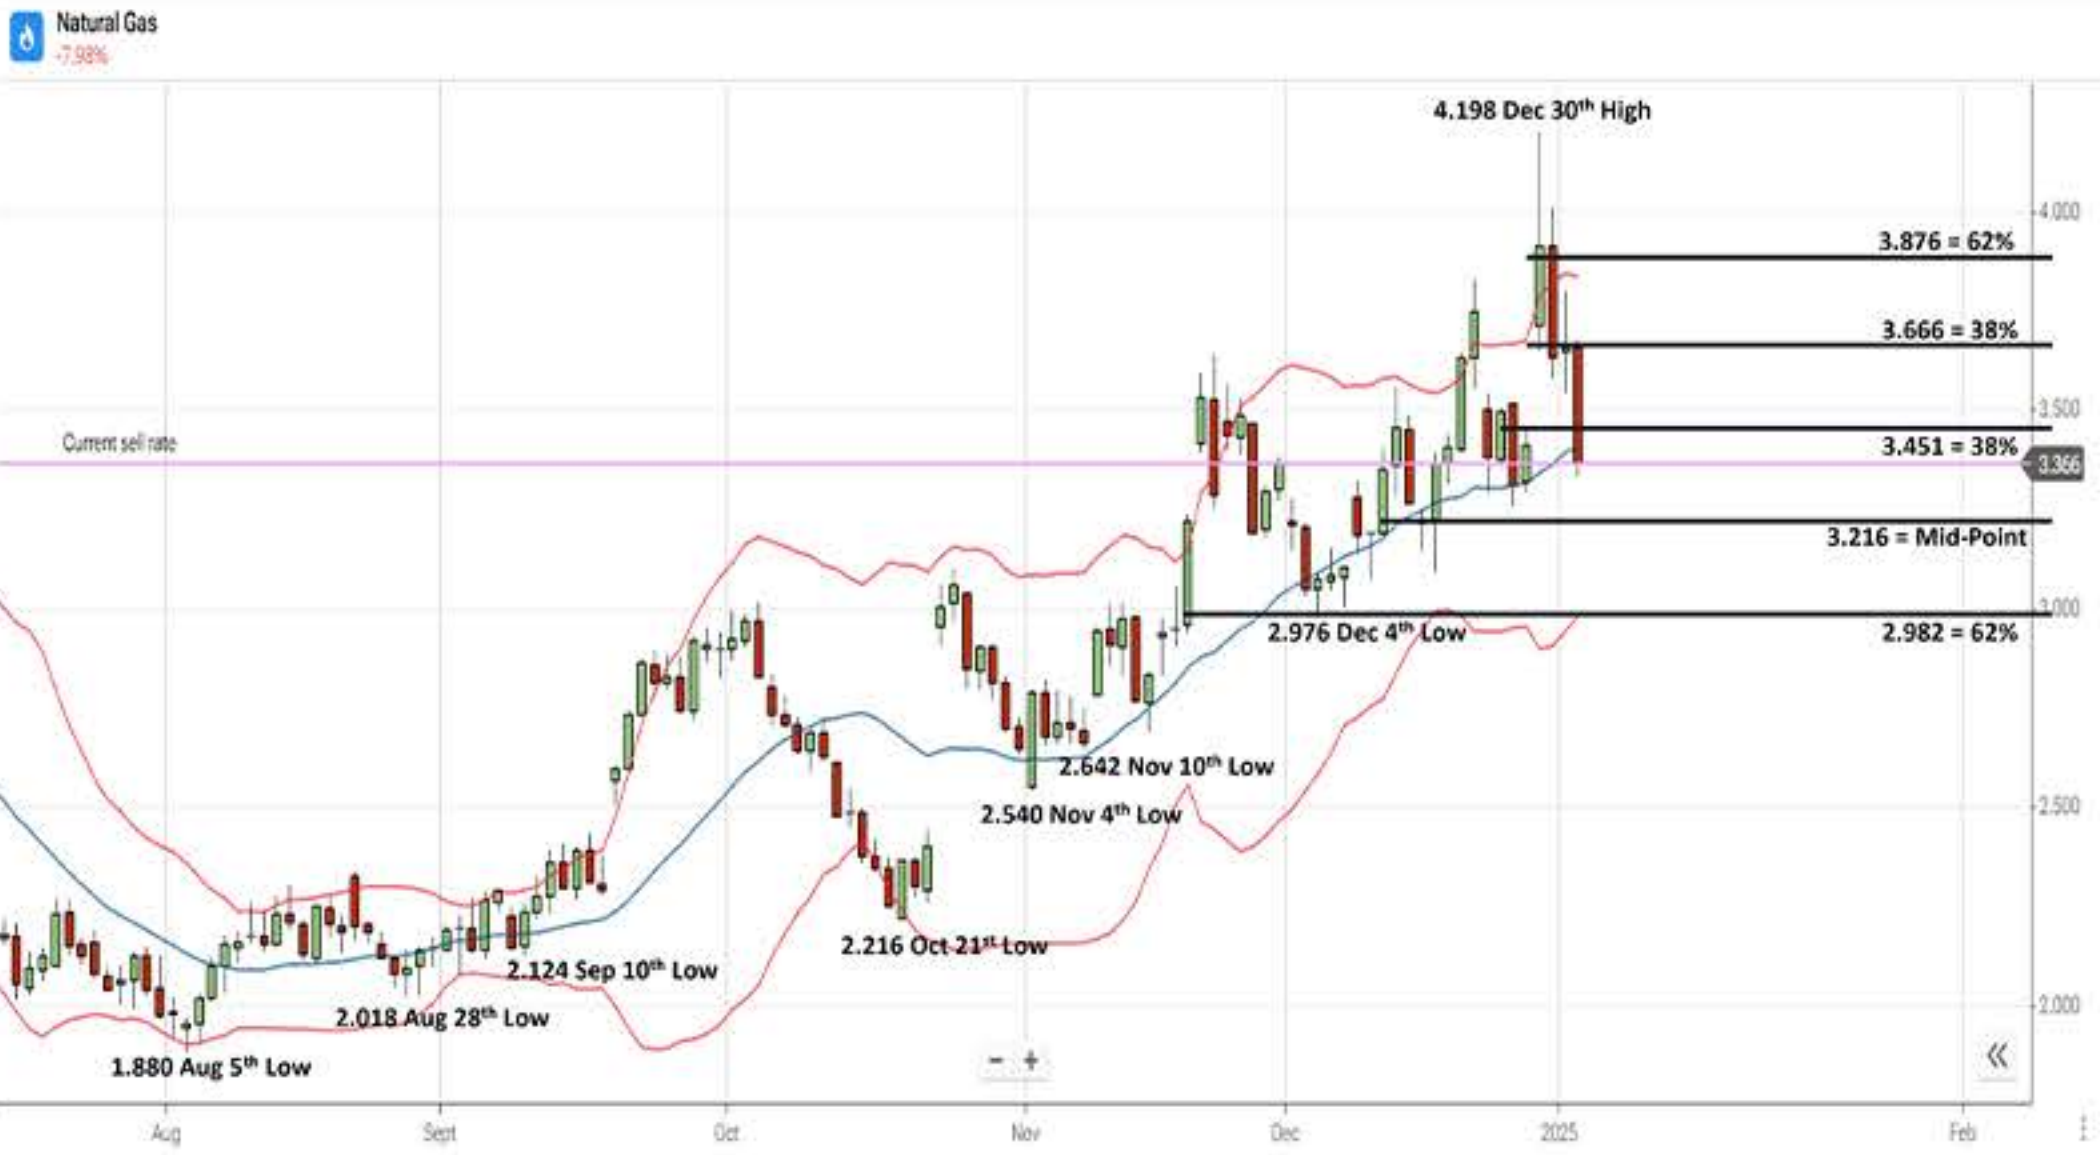 Natural Gas
-7.98%
4.198 Dec 30th High
4.000
3.876 = 62%
3.666 = 38%
3.500
Current sell rate
3.451 = 38%
3.366
3.216 = Mid-Point
3.000
2.976 Dec 4th Low
2.982 = 62%
2.642 Nov 10th Low
2.540 Nov 4th Low
2.500
2.216 Oct 21st Low
2.124 Sep 10th Low
2.018 Aug 28th Low
2.000
1.880 Aug 5th Low
- +
«
Aug Sept Oct Nov Dec 2025 Feb